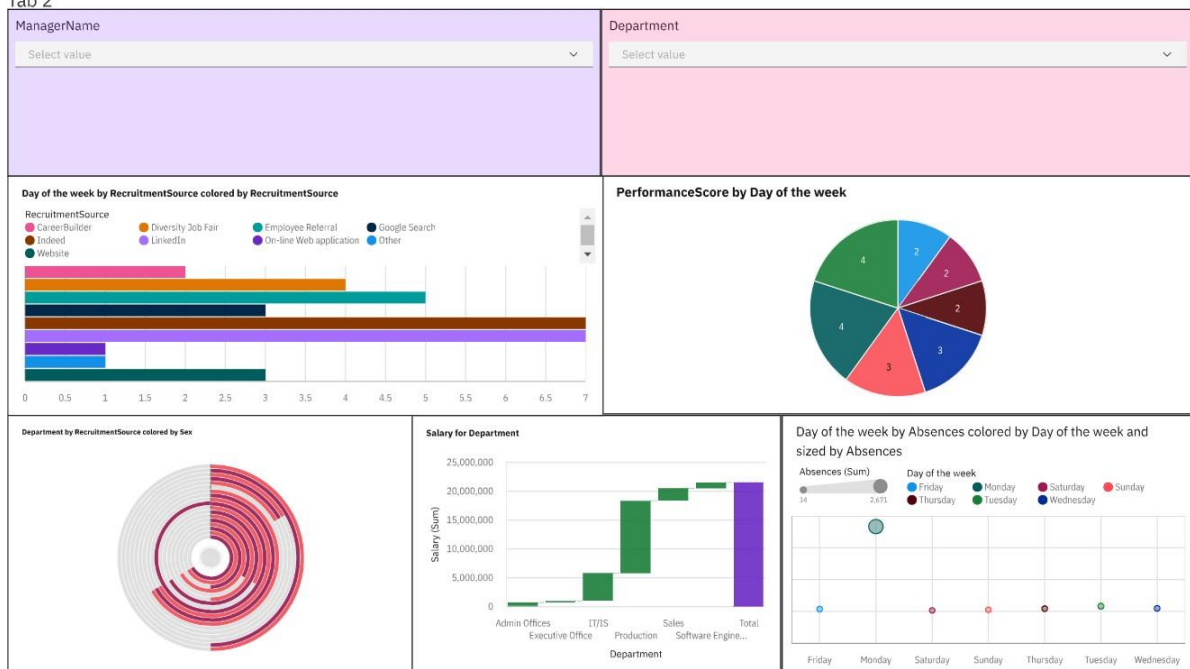 Tab 2
ManagerName
Select value
Department
Select value
Day of the week by RecruitmentSource colored by RecruitmentSource
RecruitmentSource
CareerBuilder Diversity Job Fair Employee Referral Google Search
Indeed LinkedIn On-line Web application Other
Website
0 0.5 1 1.5 2 2.5 3 3.5 4 4.5 5 5.5 6 6.5 7
PerformanceScore by Day of the week
2
2
2
3
3
4
4
Department by RecruitmentSource colored by Sex
Salary for Department
25,000,000
20,000,000
15,000,000
10,000,000
5,000,000
0
Salary (Sum)
Admin Offices IT/IS Sales Total
Executive Office Production Software Engine...
Department
Day of the week by Absences colored by Day of the week and
sized by Absences
Absences (Sum)
34 2,671
Day of the week
Friday Monday Saturday Sunday
Thursday Tuesday Wednesday
Friday Monday Saturday Sunday Thursday Tuesday Wednesday